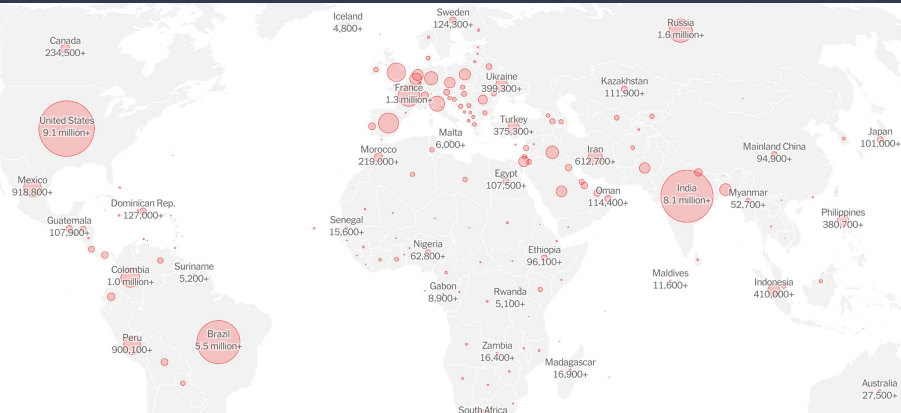 Iceland
4,800+
Sweden
124,300+
Russia
1.6 million+
Canada
234,500+
Ukraine
399,300+
Kazakhstan
111,900+
France
1.3 million+
United States
9.1 million+
Turkey
375,300+
Malta
6,000+
Japan
101,000+
Morocco
219,000+
Iran
612,700+
Mainland China
94,900+
Mexico
918,800+
Egypt
107,500+
India
8.1 million+
Oman
114,400+
Myanmar
52,700+
Dominican Rep.
127,000+
Guatemala
107,900+
Senegal
15,600+
Philippines
380,700+
Nigeria
62,800+
Ethiopia
96,100+
Colombia
1.0 million+
Suriname
5,200+
Maldives
11,600+
Gabon
8,900+
Rwanda
5,100+
Indonesia
410,000+
Peru
900,100+
Brazil
5.5 million+
Zambia
16,400+
Madagascar
16,900+
Australia
27,500+
South Africa